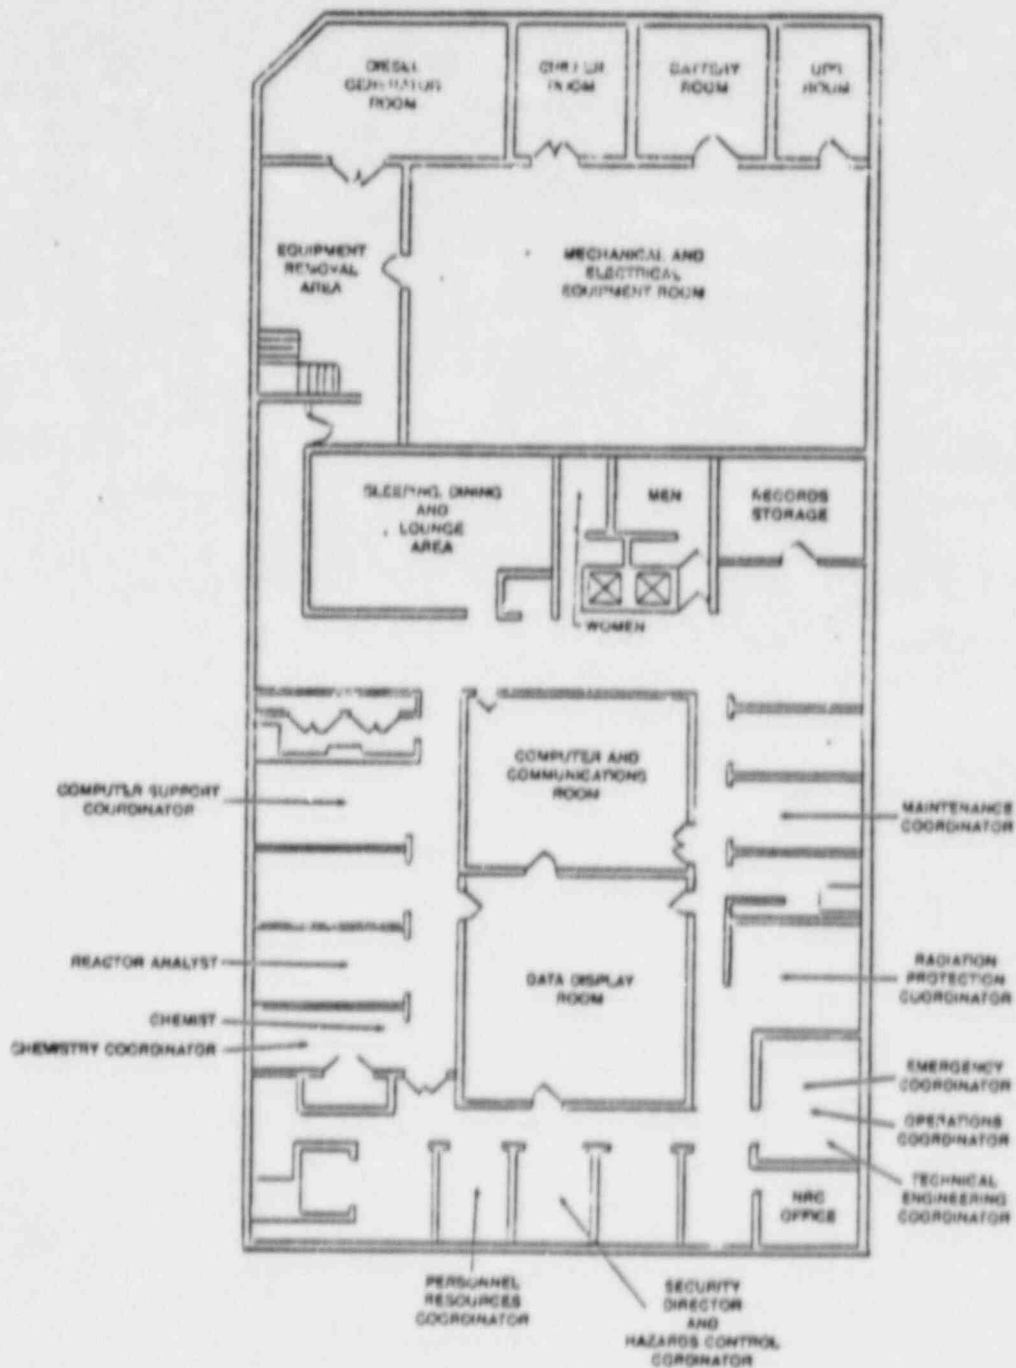 DIESEL
GENERATOR
ROOM
CHILLER
ROOM
BATTERY
ROOM
UPS
ROOM
EQUIPMENT
REMOVAL
AREA
MECHANICAL AND
ELECTRICAL
EQUIPMENT ROOM
SLEEPING, DINING
AND
LOUNGE
AREA
MEN
RECORDS
STORAGE
WOMEN
COMPUTER AND
COMMUNICATIONS
ROOM
COMPUTER SUPPORT
COORDINATOR
MAINTENANCE
COORDINATOR
REACTOR ANALYST
DATA DISPLAY
ROOM
RADIATION
PROTECTION
COORDINATOR
CHEMIST
CHEMISTRY COORDINATOR
EMERGENCY
COORDINATOR
OPERATIONS
COORDINATOR
TECHNICAL
ENGINEERING
COORDINATOR
NRC
OFFICE
PERSONNEL
RESOURCES
COORDINATOR
SECURITY
DIRECTOR
AND
HAZARDS CONTROL
CORDINATOR